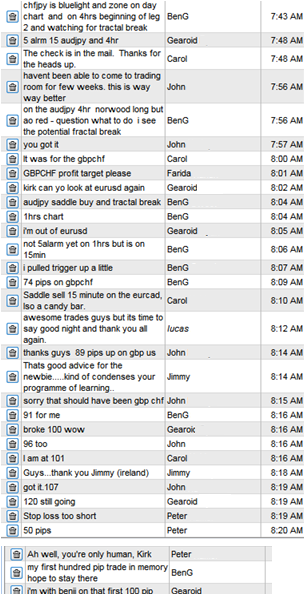 chfjpy is bluelight and zone on day
chart and on 4hrs beginning of leg
2 and watching for tractal break BenG 7:43 AM
5 alrm 15 audjpy and 4hr Gearoid 7:48 AM
The check is in the mail. Thanks for
the heads up. Carol 7:48 AM
havent been able to come to trading
room for few weeks. this is way
way better John 7:56 AM
on the audjpy 4hr norwood long but
ao red - question what to do i see
the potential fractal break BenG 7:56 AM
you got it John 7:57 AM
It was for the gbpchf Carol 8:00 AM
GBPCHF profit target please Farida 8:01 AM
kirk can yo look at eurusd again Gearoid 8:02 AM
audjpy saddle buy and tractal break BenG 8:04 AM
1hrs chart BenG 8:04 AM
i'm out of eurusd Gearoid 8:05 AM
not 5alarm yet on 1hrs but is on
15min BenG 8:06 AM
i pulled trigger up a little BenG 8:07 AM
74 pips on gbpchf BenG 8:09 AM
Saddle sell 15 minute on the eurcad,
lso a candy bar. Carol 8:10 AM
awesome trades guys but its time to
say good night and thank you all
again. lucas 8:12 AM
thanks guys 89 pips up on gbp us John 8:14 AM
Thats good advice for the
newbie.....kind of condenses your
programme of learning.. Jimmy 8:14 AM
sorry that should have been gbp chf John 8:15 AM
91 for me BenG 8:16 AM
broke 100 wow Gearoic 8:16 AM
96 too John 8:16 AM
I am at 101 Carol 8:16 AM
Guys...thank you Jimmy (ireland) Jimmy 8:18 AM
got it.107 John 8:19 AM
120 still going Gearoid 8:19 AM
Stop loss too short Peter 8:19 AM
50 pips Peter 8:20 AM
Ah well, you're only human, Kirk Peter
my first hundred pip trade in memory
hope to stay there BenG
i'm with benji on that first 100 pip Gearoid